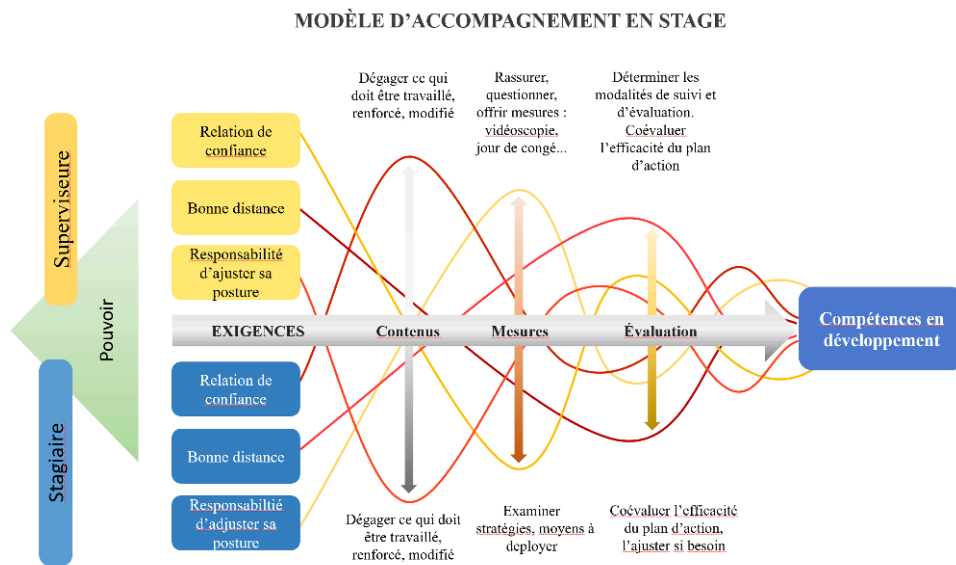 MODÈLE D'ACCOMPAGNEMENT EN STAGE
Dégager ce qui
doit être travaillé,
renforcé, modifié
Rassurer,
questionner,
offrir mesures :
vidéoscopie,
jour de congé...
Déterminer les
modalités de suivi et
d'évaluation.
Coévaluer
l'efficacité du plan
d'action
Superviseure
Pouvoir
Stagiaire
Relation de
confiance
Bonne distance
Responsabilité
d'ajuster sa
posture
EXIGENCES
Contenus
Mesures
Évaluation
Compétences en
développement
Relation de
confiance
Bonne distance
Responsabiltié
d'adjuster sa
posture
Dégager ce qui doit
être travaillé,
renforcé, modifié
Examiner
stratégies, moyens à
deployer
Coévaluer l'efficacité
du plan d'action,
l'ajuster si besoin